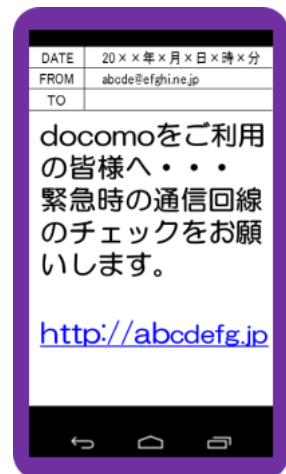 DATE 20××年×月×日×時×分
FROM abcde@efghi.ne.jp
TO
docomoをご利用
の皆様へ・・・
緊急時の通信回線
のチェックをお願
いします。
http://abcdefg.jp